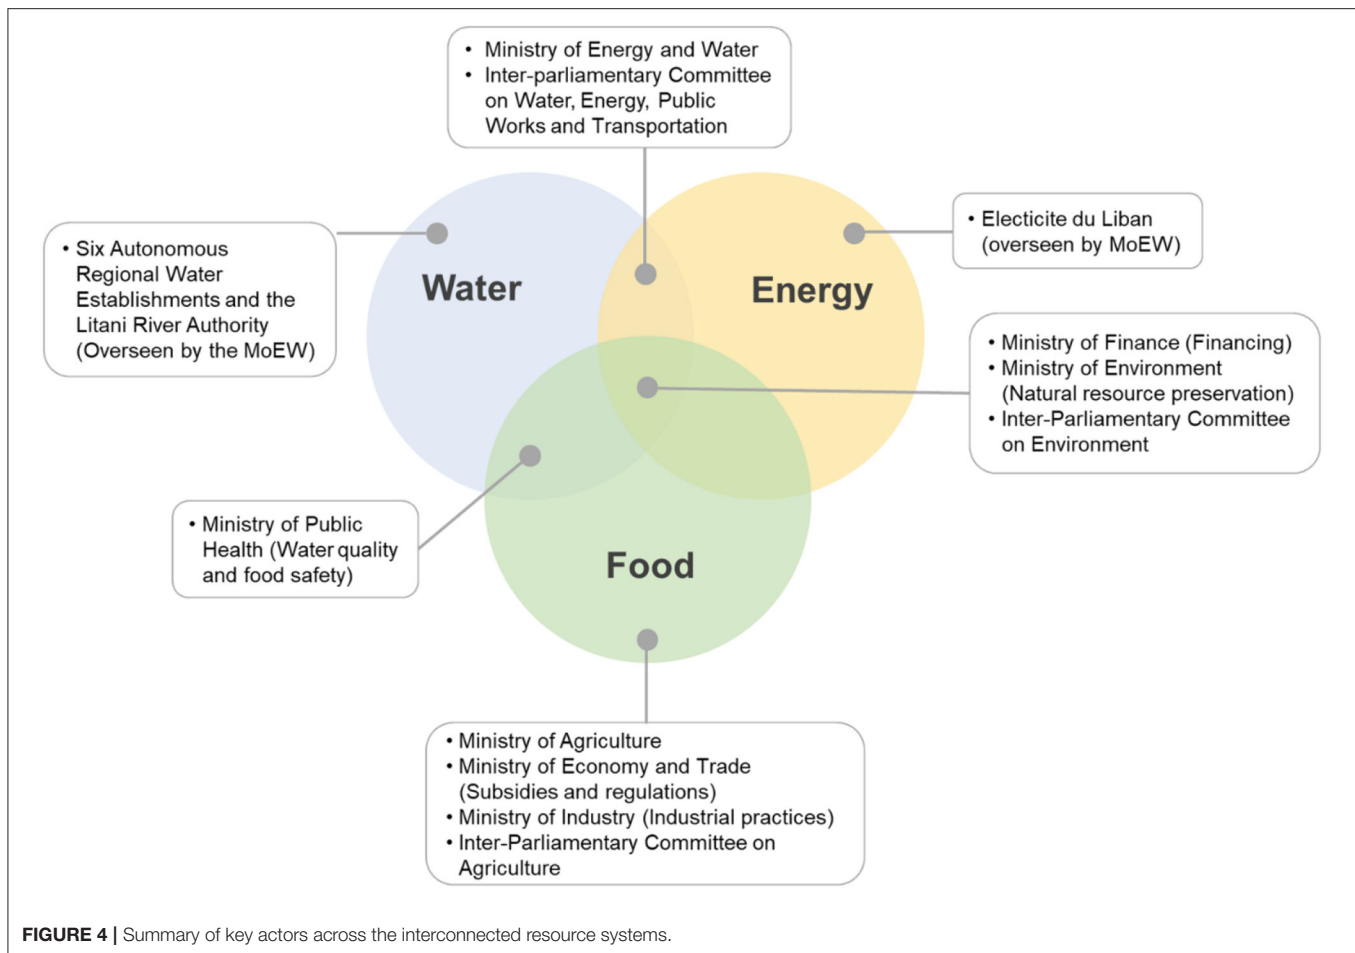 • Ministry of Energy and Water
• Inter-parliamentary Committee
on Water, Energy, Public
Works and Transportation
• Six Autonomous
Regional Water
Establishments and the
Litani River Authority
(Overseen by the MoEW)
Water
Energy
• Electicite du Liban
(overseen by MoEW)
• Ministry of Finance (Financing)
• Ministry of Environment
(Natural resource preservation)
• Inter-Parliamentary Committee
on Environment
• Ministry of Public
Health (Water quality
and food safety)
Food
• Ministry of Agriculture
• Ministry of Economy and Trade
(Subsidies and regulations)
• Ministry of Industry (Industrial practices)
• Inter-Parliamentary Committee on
Agriculture
FIGURE 4 | Summary of key actors across the interconnected resource systems.